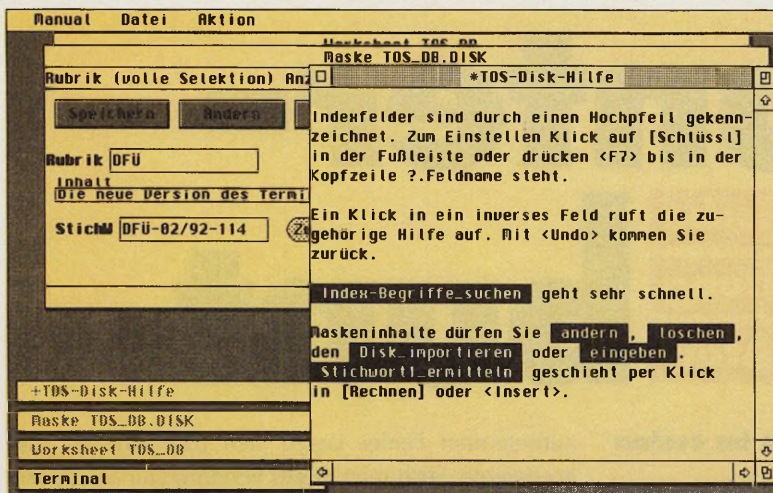 Manual Datei Aktion
Worksheet TOS_DB
Maske TOS_DB.DISK
Rubrik (volle Selektion) Anz
Speichern Ändern
Rubrik DFÜ
Inhalt
Die neue Version des Termi
StichW DFÜ-02/92-114 Zu
*TOS-Disk-Hilfe
Indexfelder sind durch einen Hochpfeil gekenn-
zeichnet. Zum Einstellen Klick auf [Schlüssl]
in der Fußleiste oder drücken <F7> bis in der
Kopfzeile ?.Feldname steht.
Ein Klick in ein inverses Feld ruft die zu-
gehörige Hilfe auf. Mit <Undo> kommen Sie
zurück.
Index-Begriffe_suchen geht sehr schnell.
Maskeninhalte dürfen Sie ändern , löschen ,
den Disk_importieren oder eingeben .
Stichwort1_ermitteln geschieht per Klick
in [Rechnen] oder <Insert>.
+TOS-Disk-Hilfe
Maske TOS_DB.DISK
Worksheet TOS_DB
Terminal